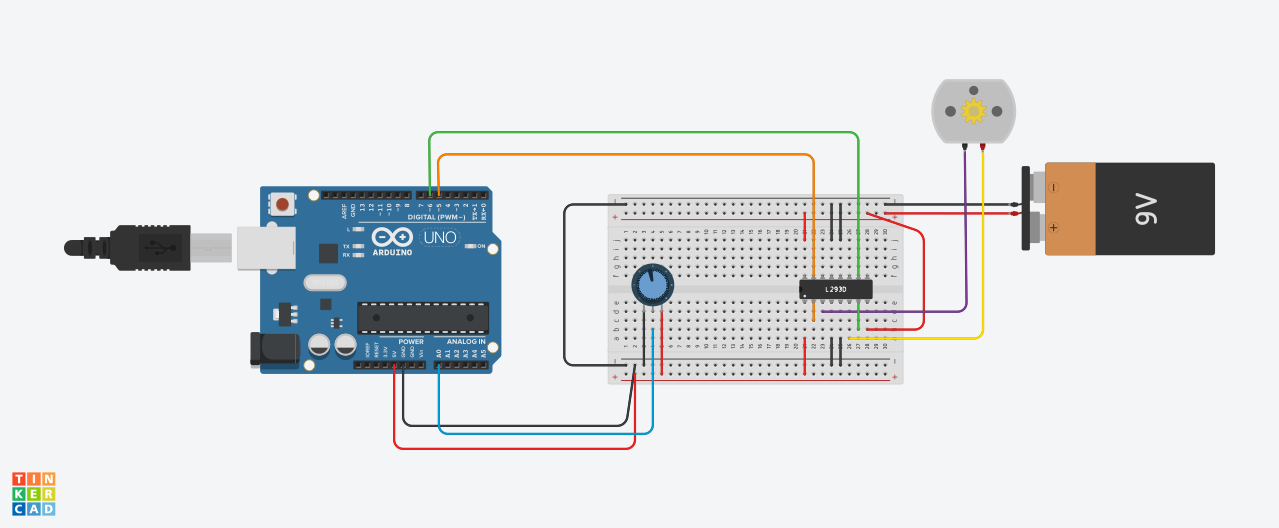 AREF
GND
13
12
~11
~10
~9
8
7
~6
~5
4
~3
2
TX→1
RX←0
DIGITAL (PWM~)
L
TX
RX
ARDUINO
UNO
ON
POWER
ANALOG IN
IOREF
RESET
3.3V
5V
GND
GND
Vin
A0
A1
A2
A3
A4
A5
L293D
9V
TIN
KER
CAD